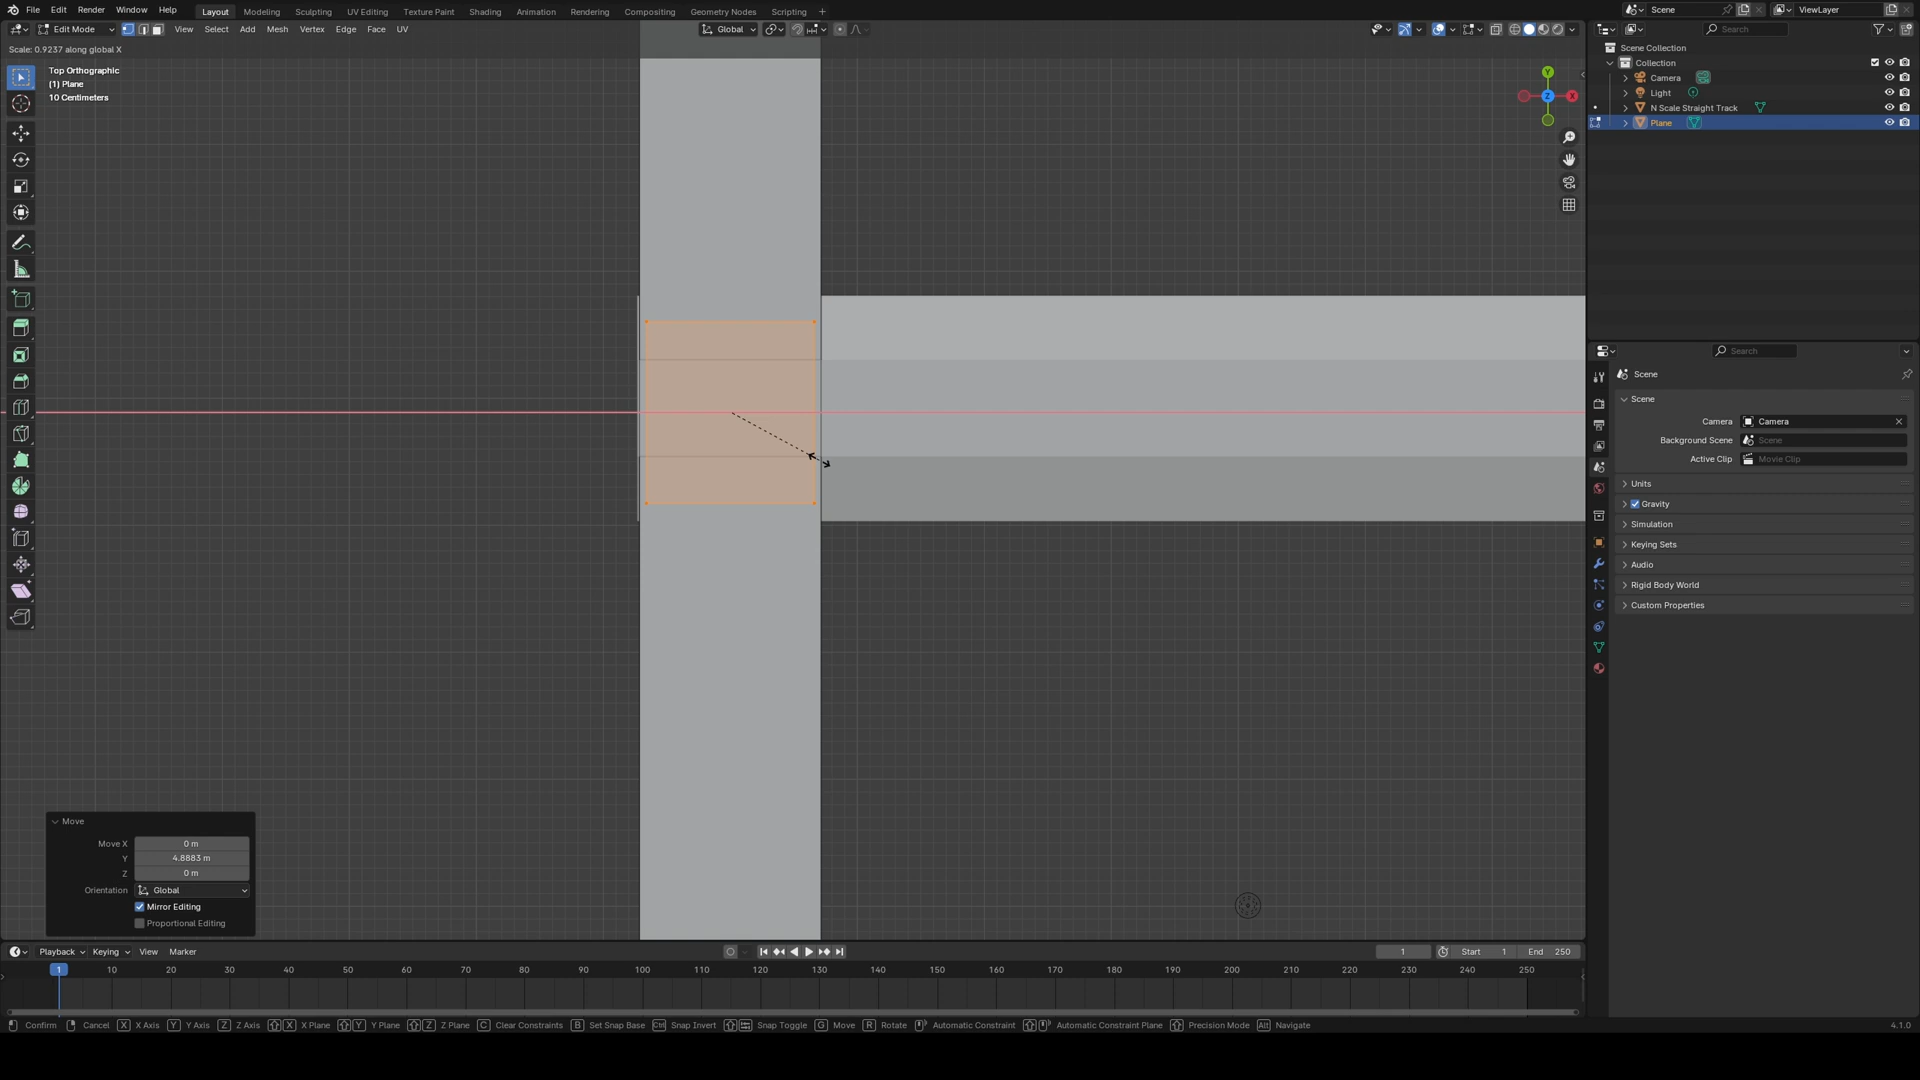 File Edit Render Window Help Layout Modeling Sculpting UV Editing Texture Paint Shading Animation Rendering Compositing Geometry Nodes Scripting + Scene ViewLayer
Edit Mode View Select Add Mesh Vertex Edge Face UV Global Search
Scale: 0.9237 along global X
Scene Collection
Collection
Top Orthographic
(1) Plane
10 Centimeters
Y
Z
X
Camera
Light
N Scale Straight Track
Plane
Search
Scene
Scene
Camera Camera
Background Scene Scene
Active Clip Movie Clip
Units
Gravity
Simulation
Keying Sets
Audio
Rigid Body World
Custom Properties
Move
Move X 0 m
Y 4.8883 m
Z 0 m
Orientation Global
Mirror Editing
Proportional Editing
Playback Keying View Marker 1 Start 1 End 250
1 10 20 30 40 50 60 70 80 90 100 110 120 130 140 150 160 170 180 190 200 210 220 230 240 250
Confirm Cancel X X Axis Y Y Axis Z Z Axis X X Plane Y Y Plane Z Z Plane C Clear Constraints B Set Snap Base Ctrl Snap Invert Snap Toggle G Move R Rotate Automatic Constraint Automatic Constraint Plane Precision Mode Alt Navigate 4.1.0